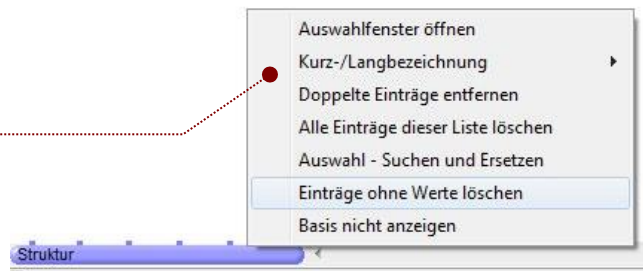 Auswahlfenster öffnen
Kurz-/Langbezeichnung
Doppelte Einträge entfernen
Alle Einträge dieser Liste löschen
Auswahl - Suchen und Ersetzen
Einträge ohne Werte löschen
Basis nicht anzeigen
Struktur